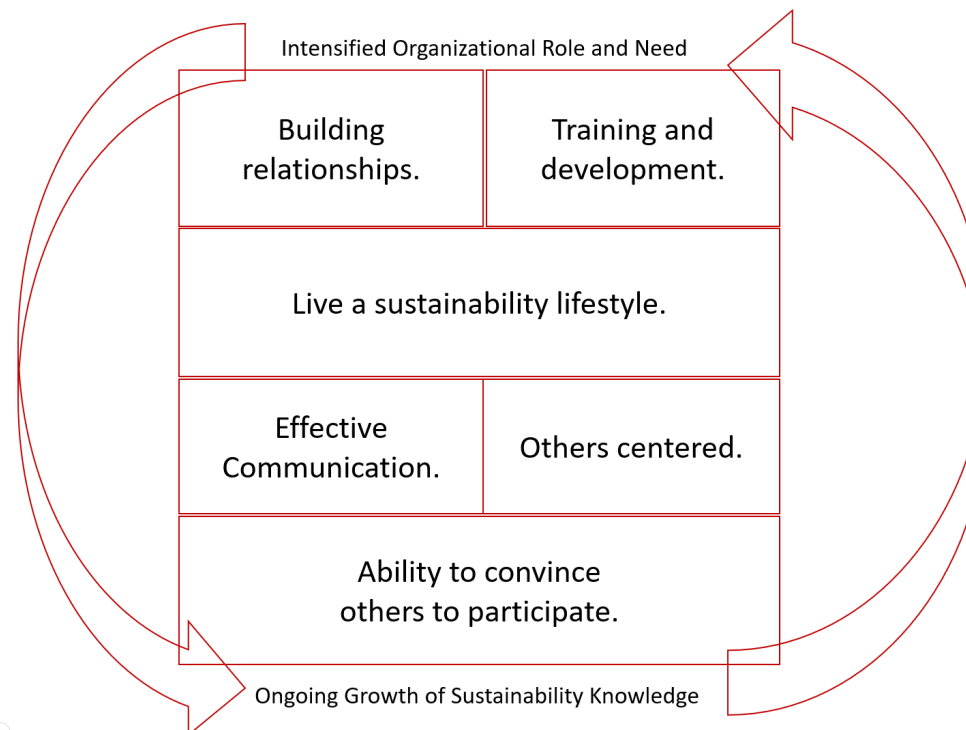 Intensified Organizational Role and Need
Building
relationships.
Training and
development.
Live a sustainability lifestyle.
Effective
Communication.
Others centered.
Ability to convince
others to participate.
Ongoing Growth of Sustainability Knowledge